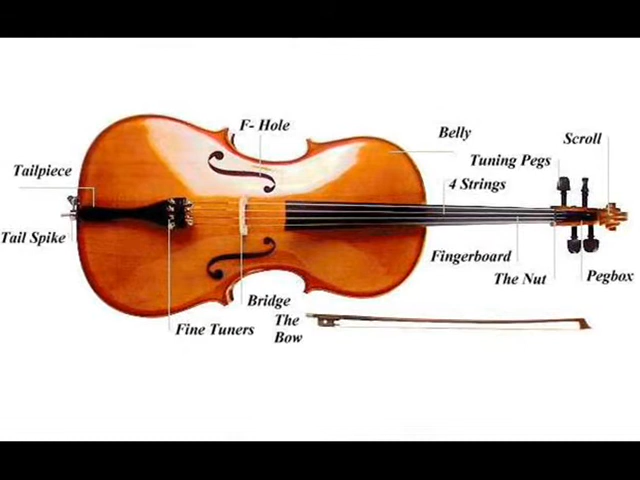 F- Hole
Belly
Scroll
Tuning Pegs
Tailpiece
4 Strings
Tail Spike
Fingerboard
The Nut
Pegbox
Bridge
The
Bow
Fine Tuners